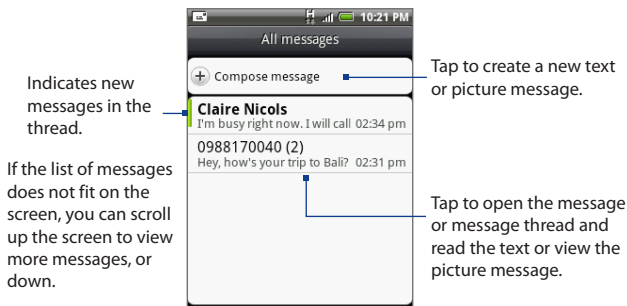 10:21 PM
All messages
Compose message
Claire Nicols
I'm busy right now. I will call 02:34 pm
0988170040 (2)
Hey, how's your trip to Bali? 02:31 pm
Indicates new
messages in the
thread.
If the list of messages
does not fit on the
screen, you can scroll
up the screen to view
more messages, or
down.
Tap to create a new text
or picture message.
Tap to open the message
or message thread and
read the text or view the
picture message.